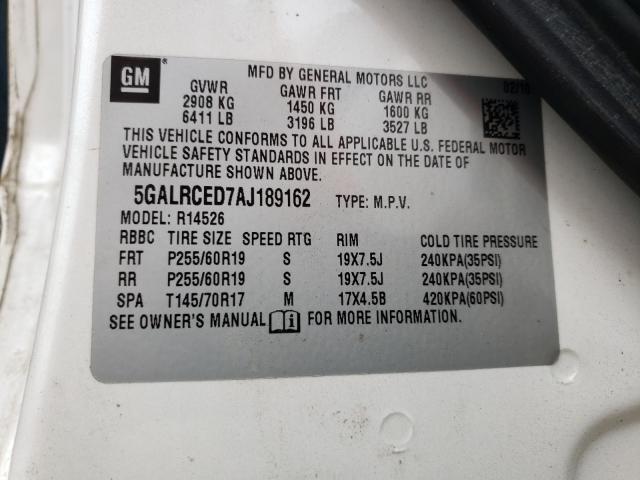 GM
MFD BY GENERAL MOTORS LLC
02/10
GVWR GAWR FRT GAWR RR
2908 KG 1450 KG 1600 KG
6411 LB 3196 LB 3527 LB
THIS VEHICLE CONFORMS TO ALL APPLICABLE U.S. FEDERAL MOTOR
VEHICLE SAFETY STANDARDS IN EFFECT ON THE DATE OF
MANUFACTURE SHOWN ABOVE.
5GALRCED7AJ189162 TYPE: M.P.V.
MODEL: R14526
RBBC TIRE SIZE SPEED RTG RIM COLD TIRE PRESSURE
FRT P255/60R19 S 19X7.5J 240KPA(35PSI)
RR P255/60R19 S 19X7.5J 240KPA(35PSI)
SPA T145/70R17 M 17X4.5B 420KPA(60PSI)
SEE OWNER'S MANUAL FOR MORE INFORMATION.